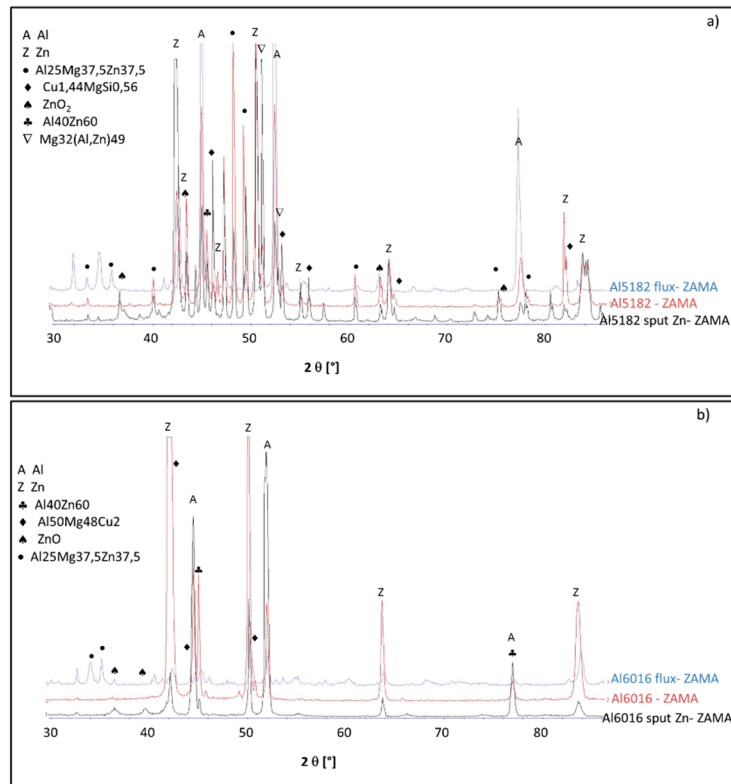 a)
A Al
Z Zn
● Al25Mg37,5Zn37,5
♦ Cu1,44MgSi0,56
♠ ZnO₂
♣ Al40Zn60
▽ Mg32(Al,Zn)49
Z A ● Z ▽ A
♦ ●
Z ♠ ♣ Z
▽ ♦
A
Z ♦ Z
● ● ♠ ● Z ♦ ● ♠ Z ♦ ● ♠ ●
Al5182 flux- ZAMA
Al5182 - ZAMA
Al5182 sput Zn- ZAMA
30 40 50 60 70 80
2 θ [°]
b)
A Al
Z Zn
♣ Al40Zn60
♦ Al50Mg48Cu2
♠ ZnO
● Al25Mg37,5Zn37,5
Z ♦ A Z A
♣
Z Z
● ● ♠ ♠ ♦ ♦ A ♣
Al6016 flux- ZAMA
Al6016 - ZAMA
Al6016 sput Zn- ZAMA
30 40 50 60 70 80
2 θ [°]